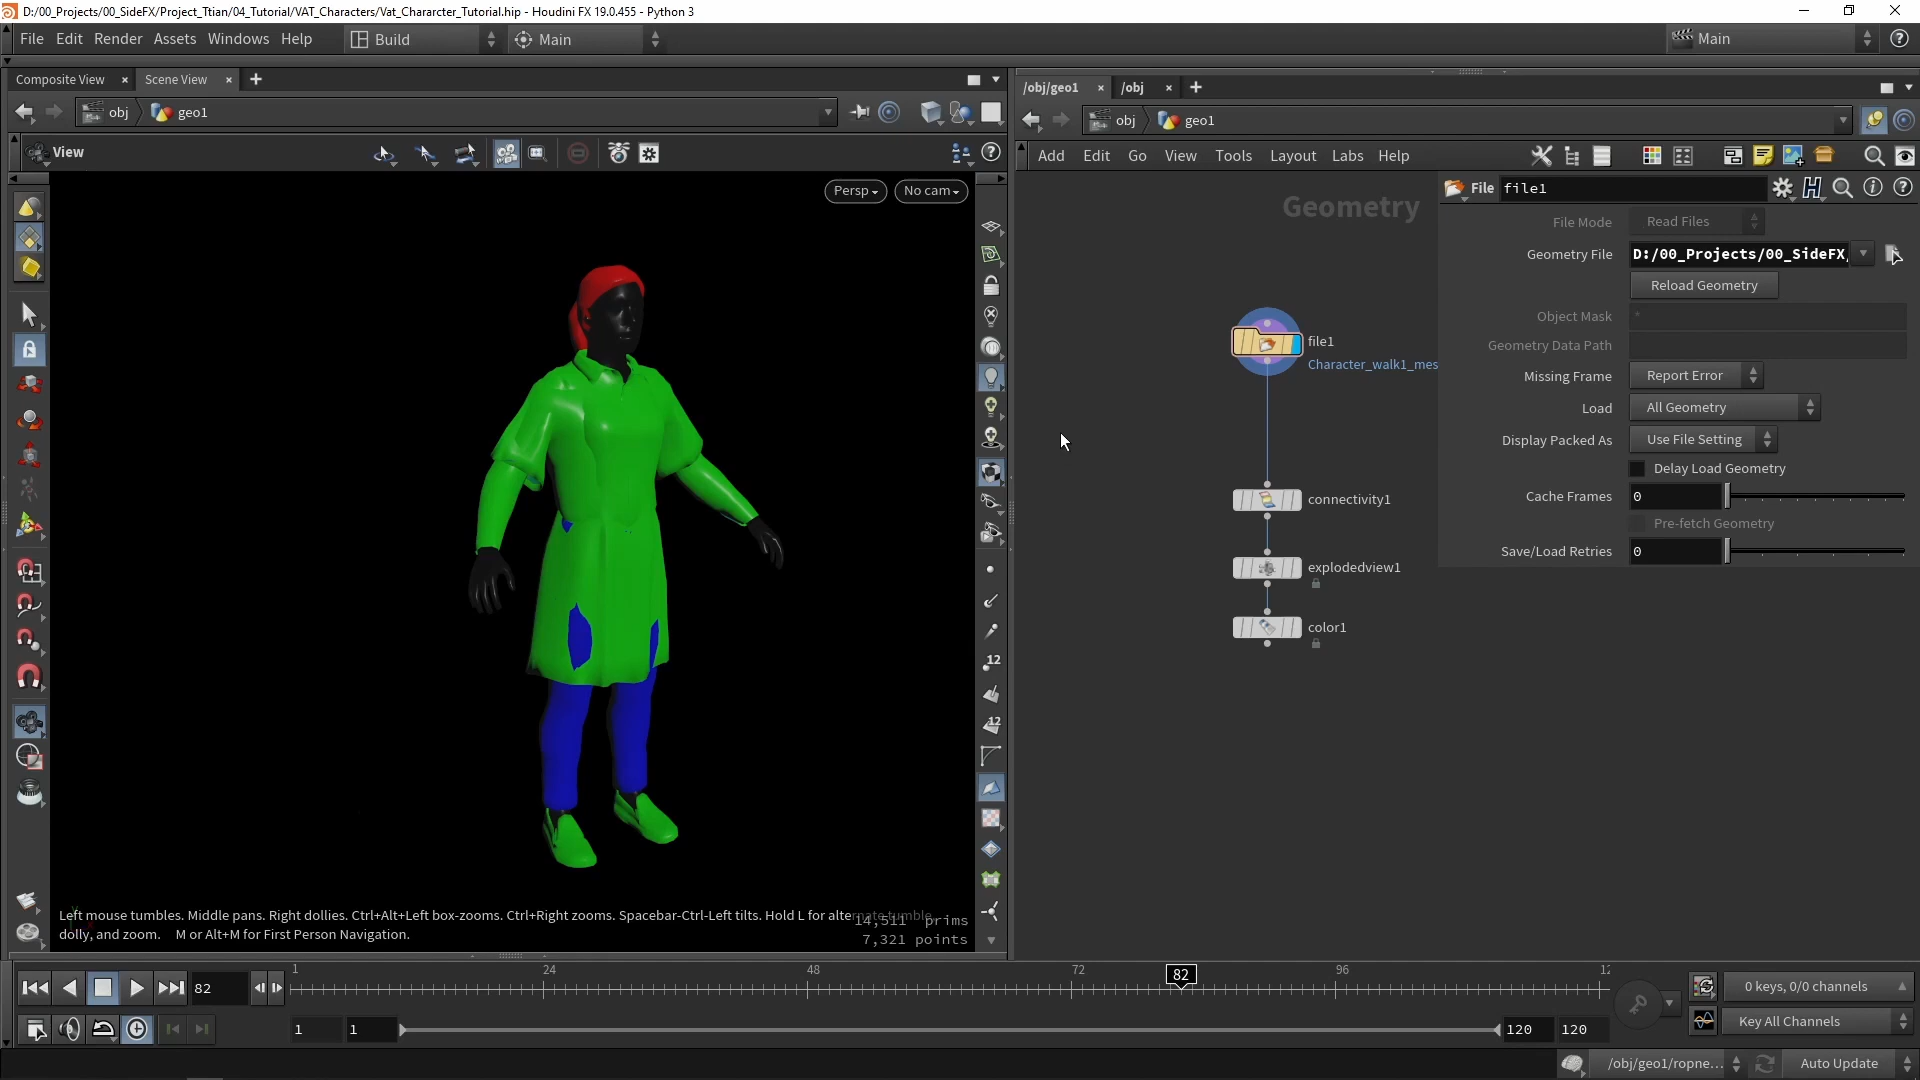 D:/00_Projects/00_SideFX/Project_Ttian/04_Tutorial/VAT_Characters/Vat_Chararcter_Tutorial.hip - Houdini FX 19.0.455 - Python 3
File Edit Render Assets Windows Help Build Main Main
Composite View Scene View
obj geo1
View
Persp No cam
12
12
Left mouse tumbles. Middle pans. Right dollies. Ctrl+Alt+Left box-zooms. Ctrl+Right zooms. Spacebar-Ctrl-Left tilts. Hold L for alternate tumble,
dolly, and zoom. M or Alt+M for First Person Navigation.
14,511 prims
7,321 points
/obj/geo1 /obj
obj geo1
Add Edit Go View Tools Layout Labs Help
Geometry
file1
Character_walk1_mes
connectivity1
explodedview1
color1
File file1
File Mode Read Files
Geometry File D:/00_Projects/00_SideFX/
Reload Geometry
Object Mask *
Geometry Data Path
Missing Frame Report Error
Load All Geometry
Display Packed As Use File Setting
Delay Load Geometry
Cache Frames 0
Pre-fetch Geometry
Save/Load Retries 0
82
1 24 48 72 82 96 12
0 keys, 0/0 channels
1 1 120 120
Key All Channels
/obj/geo1/ropne... Auto Update